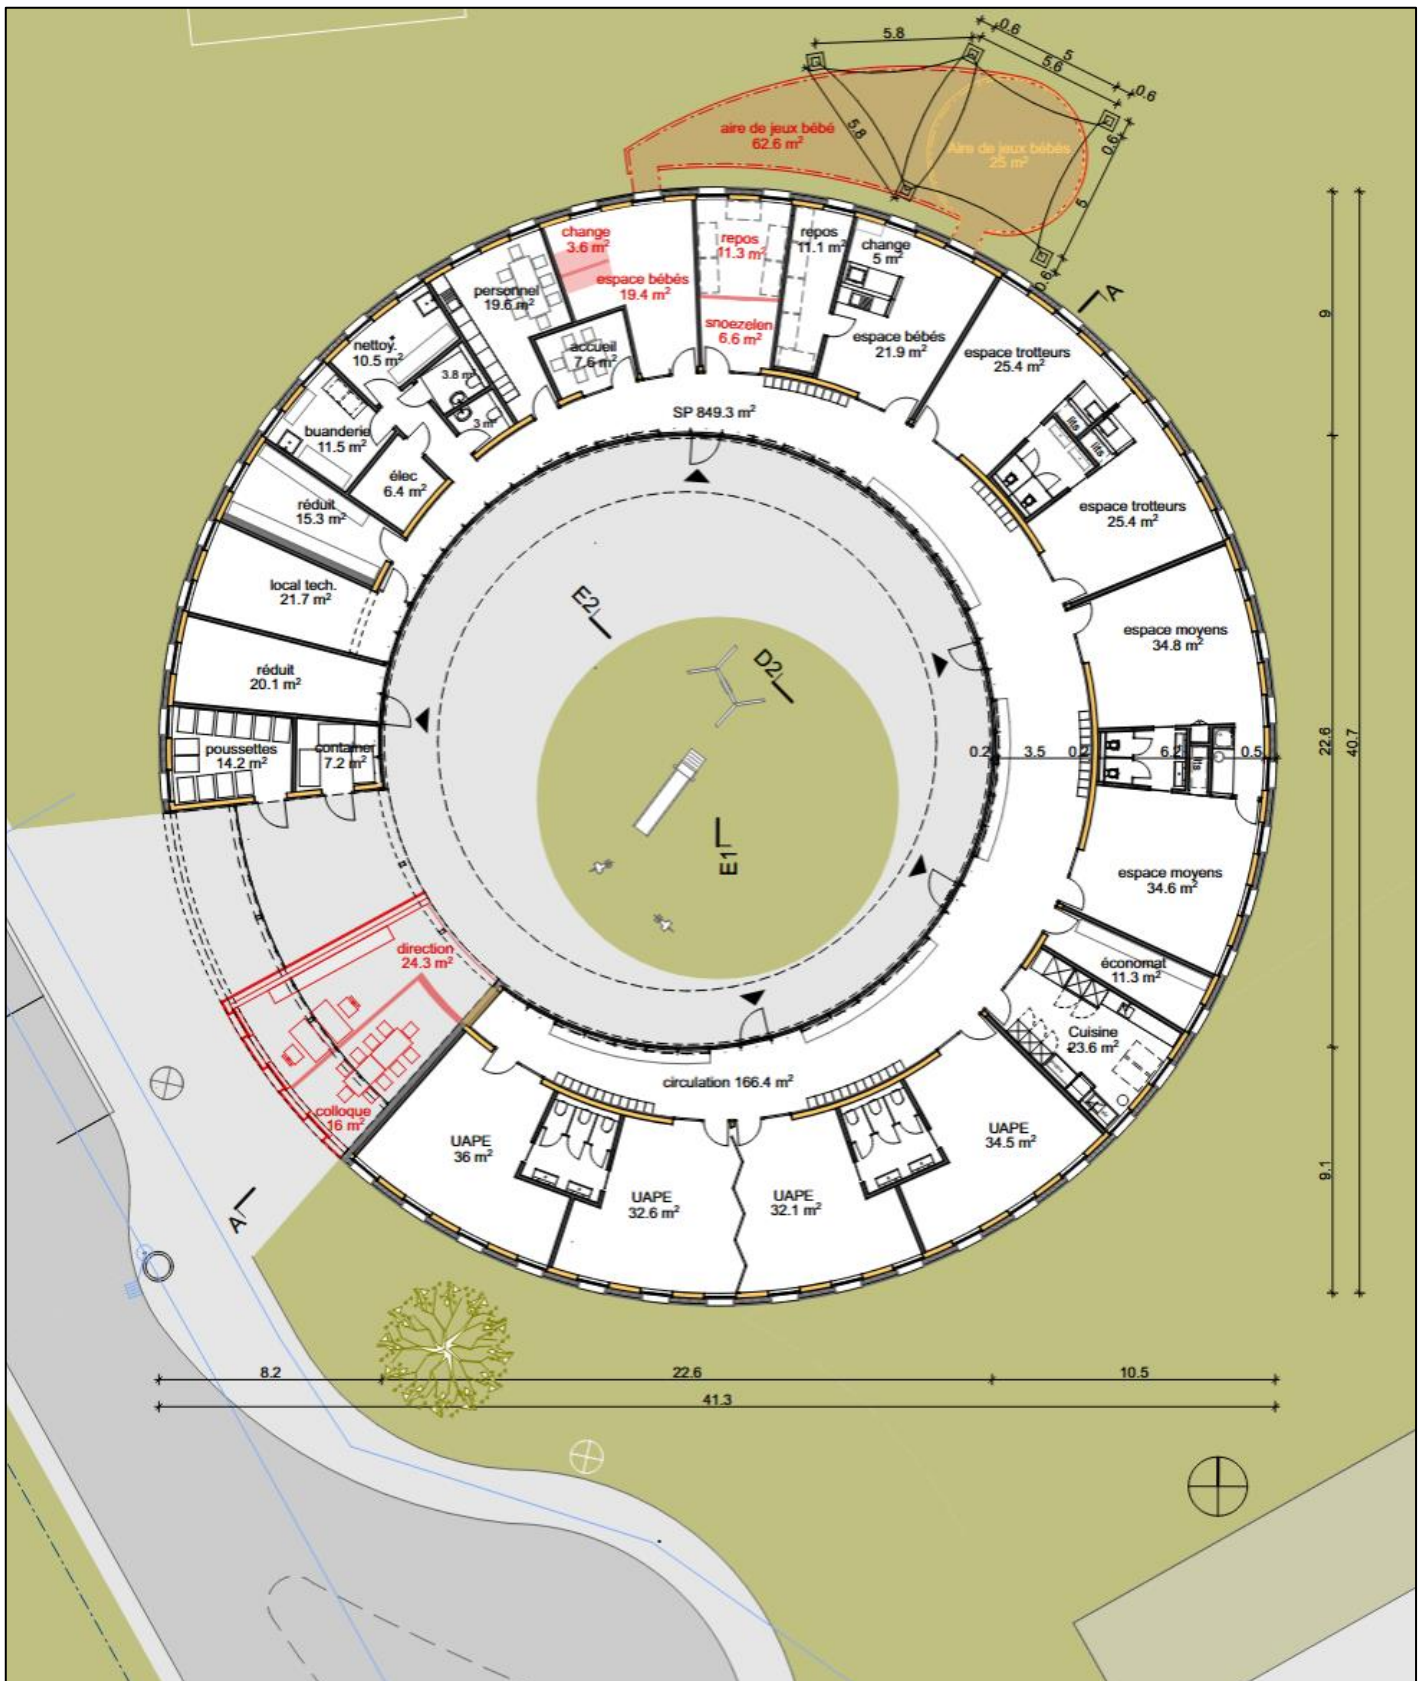 5.8
0.6
5
5.6
0.6
5.8
0.6
5
0.6
aire de jeux bébé
62.6 m²
Aire de jeux bébés
25 m²
A
change
3.6 m²
espace bébés
19.4 m²
repos
11.3 m²
snoezelen
6.6 m²
repos
11.1 m²
change
5 m²
espace bébés
21.9 m²
personnel
19.6 m²
accueil
7.6 m²
nettoy.
10.5 m²
3.8 m²
3 m²
buanderie
11.5 m²
élec
6.4 m²
réduit
15.3 m²
local tech.
21.7 m²
réduit
20.1 m²
poussettes
14.2 m²
container
7.2 m²
SP 849.3 m²
espace trotteurs
25.4 m²
lits
lits
espace trotteurs
25.4 m²
espace moyens
34.8 m²
0.2
3.5
0.2
6.2
0.5
lits
espace moyens
34.6 m²
économat
11.3 m²
Cuisine
23.6 m²
E2
D2
E1
direction
24.3 m²
colloque
16 m²
circulation 166.4 m²
UAPE
36 m²
UAPE
32.6 m²
UAPE
32.1 m²
UAPE
34.5 m²
A
9
22.6
40.7
9.1
8.2
22.6
10.5
41.3